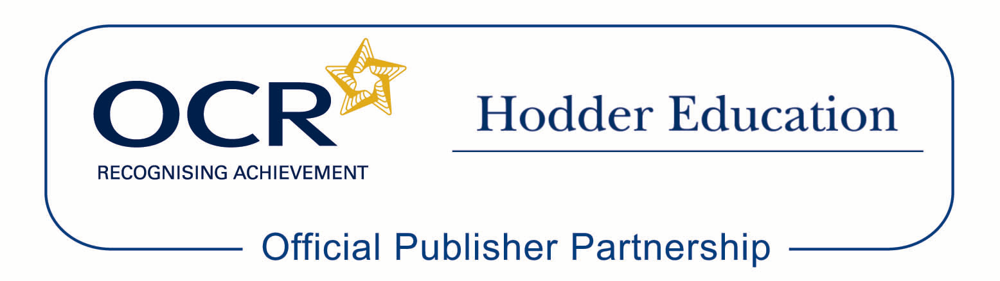 OCR
RECOGNISING ACHIEVEMENT
Hodder Education
Official Publisher Partnership